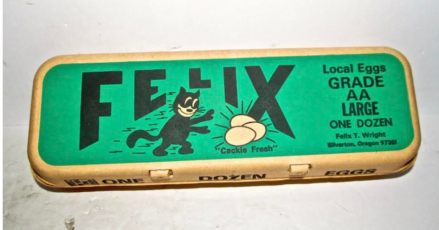 FELIX
"Cackle Fresh"
Local Eggs
GRADE
AA
LARGE
ONE DOZEN
Felix T. Wright
Silverton, Oregon 97381
ONE DOZEN EGGS